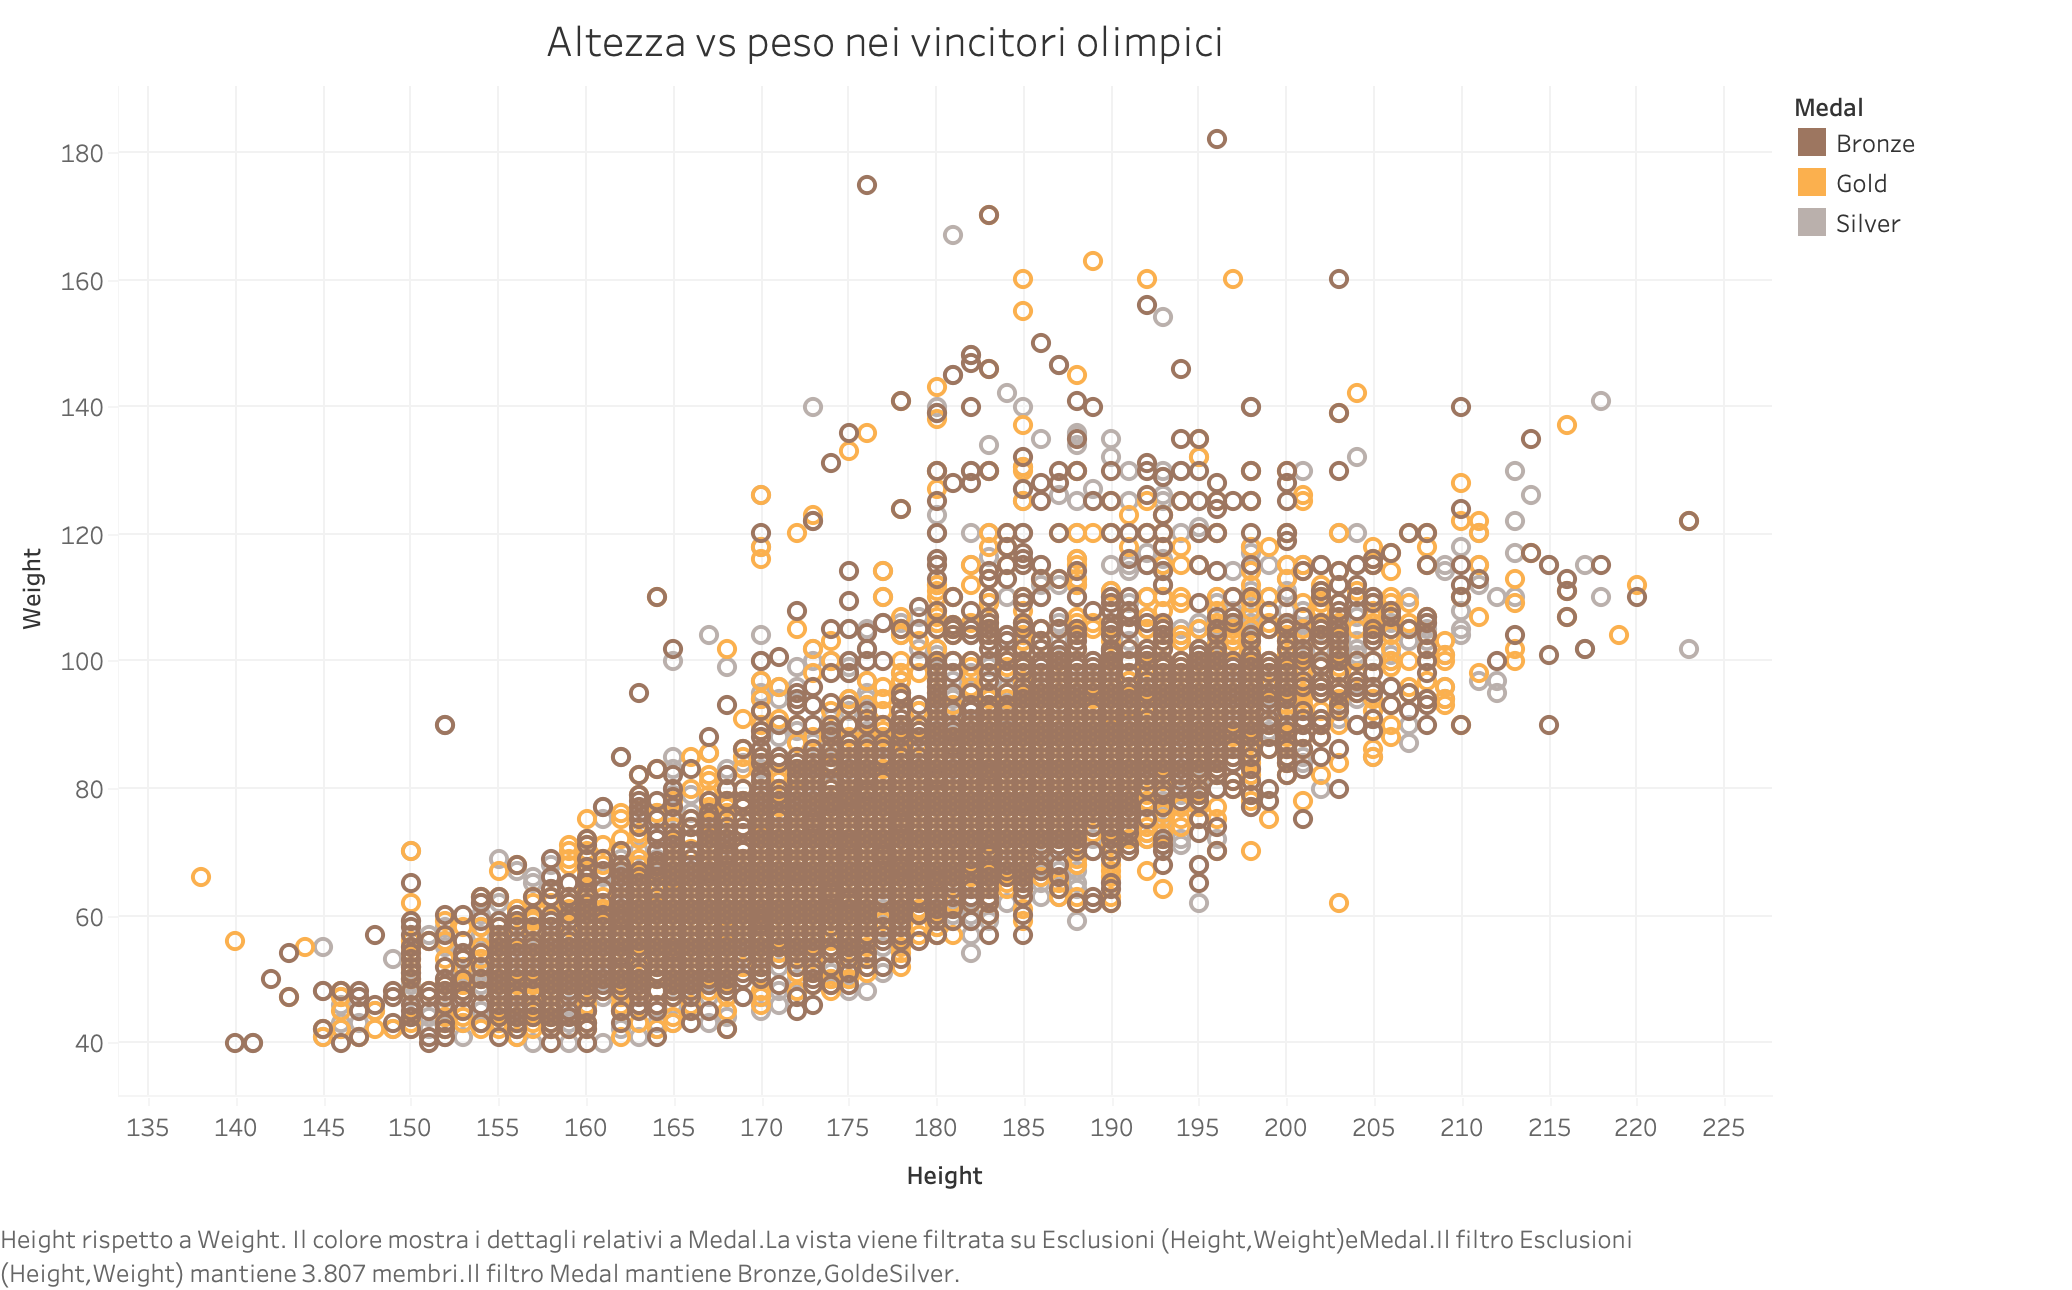 Altezza vs peso nei vincitori olimpici
Medal
Bronze
Gold
Silver
Weight
180
160
140
120
100
80
60
40
135 140 145 150 155 160 165 170 175 180 185 190 195 200 205 210 215 220 225
Height
Height rispetto a Weight. Il colore mostra i dettagli relativi a Medal.La vista viene filtrata su Esclusioni (Height,Weight)eMedal.Il filtro Esclusioni
(Height,Weight) mantiene 3.807 membri.Il filtro Medal mantiene Bronze,GoldeSilver.